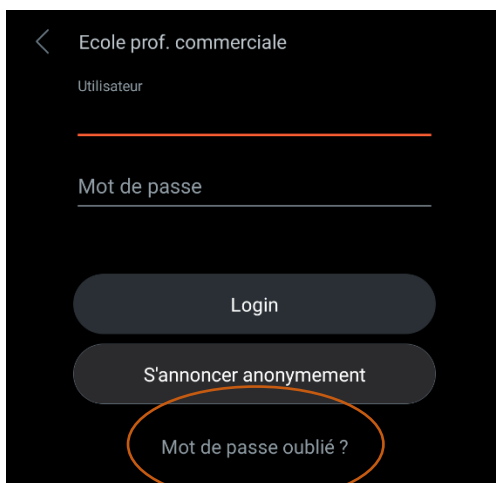 Ecole prof. commerciale
Utilisateur
Mot de passe
Login
S'annoncer anonymement
Mot de passe oublié ?